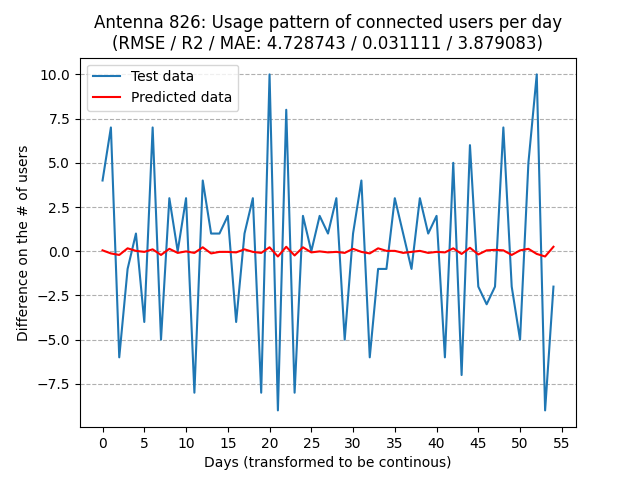 Antenna 826: Usage pattern of connected users per day
(RMSE / R2 / MAE: 4.728743 / 0.031111 / 3.879083)
Test data
Predicted data
10.0
7.5
5.0
2.5
0.0
−2.5
−5.0
−7.5
Difference on the # of users
0 5 10 15 20 25 30 35 40 45 50 55
Days (transformed to be continous)